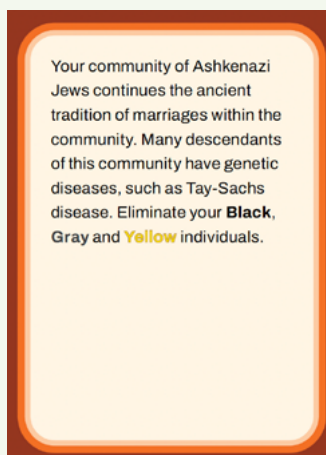 Your community of Ashkenazi
Jews continues the ancient
tradition of marriages within the
community. Many descendants
of this community have genetic
diseases, such as Tay-Sachs
disease. Eliminate your Black,
Gray and Yellow individuals.